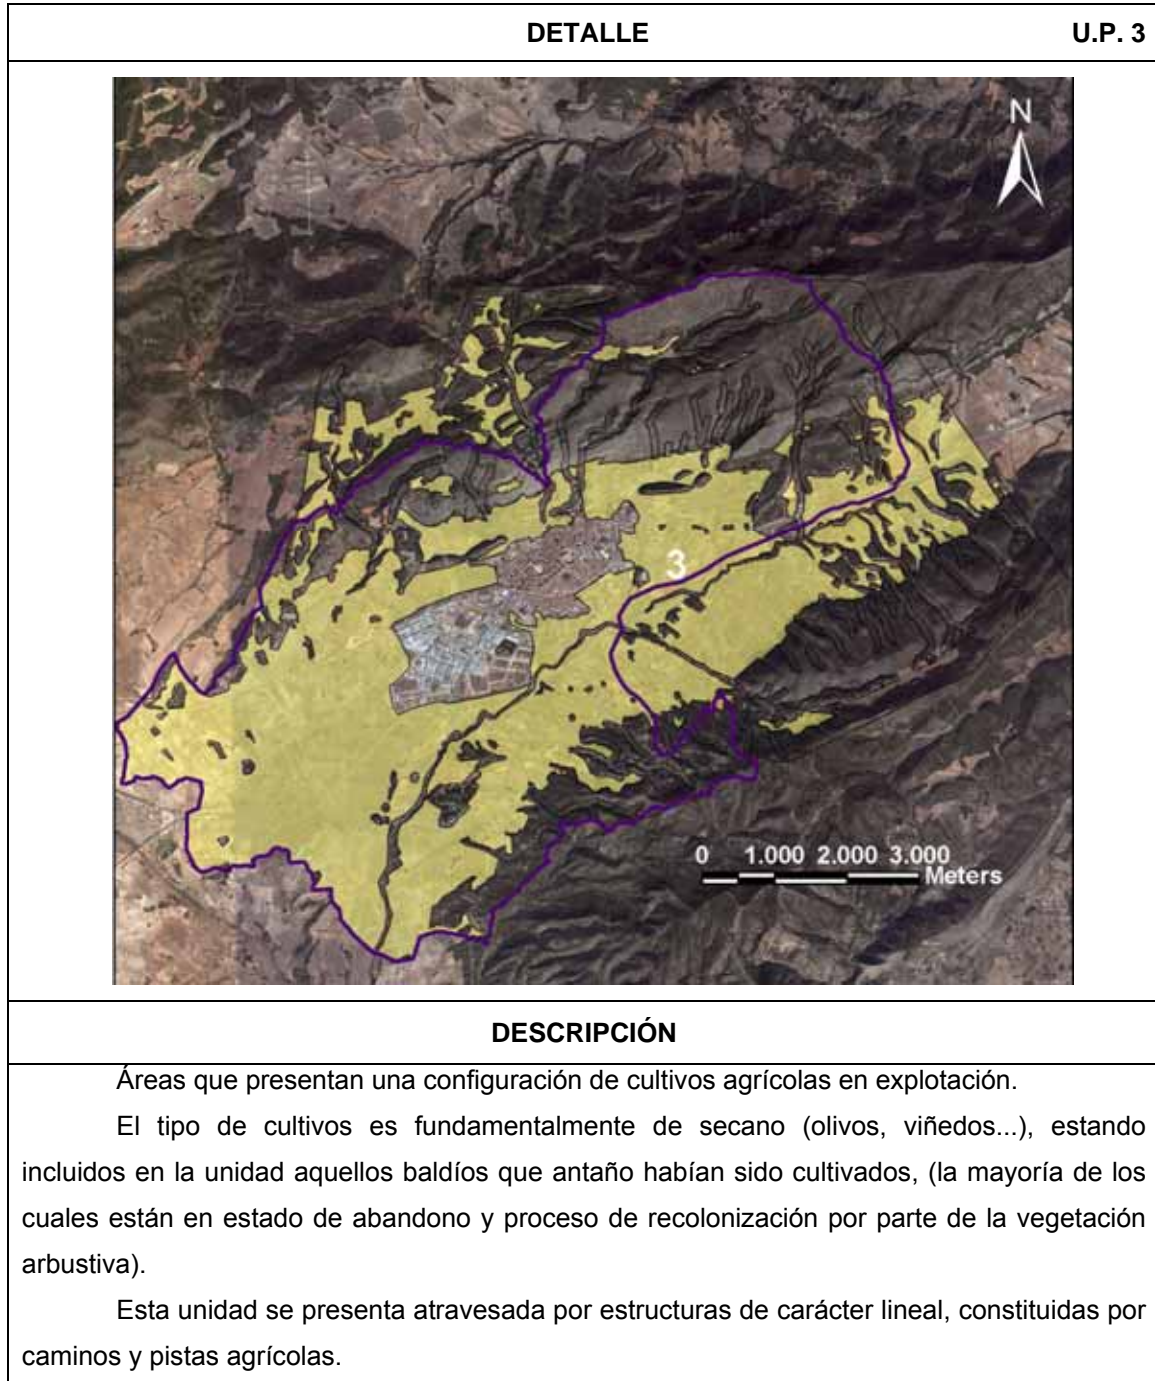 DETALLE U.P. 3
N
3
0 1.000 2.000 3.000
Meters
DESCRIPCIÓN
Áreas que presentan una configuración de cultivos agrícolas en explotación.
El tipo de cultivos es fundamentalmente de secano (olivos, viñedos...), estando
incluidos en la unidad aquellos baldíos que antaño habían sido cultivados, (la mayoría de los
cuales están en estado de abandono y proceso de recolonización por parte de la vegetación
arbustiva).
Esta unidad se presenta atravesada por estructuras de carácter lineal, constituidas por
caminos y pistas agrícolas.